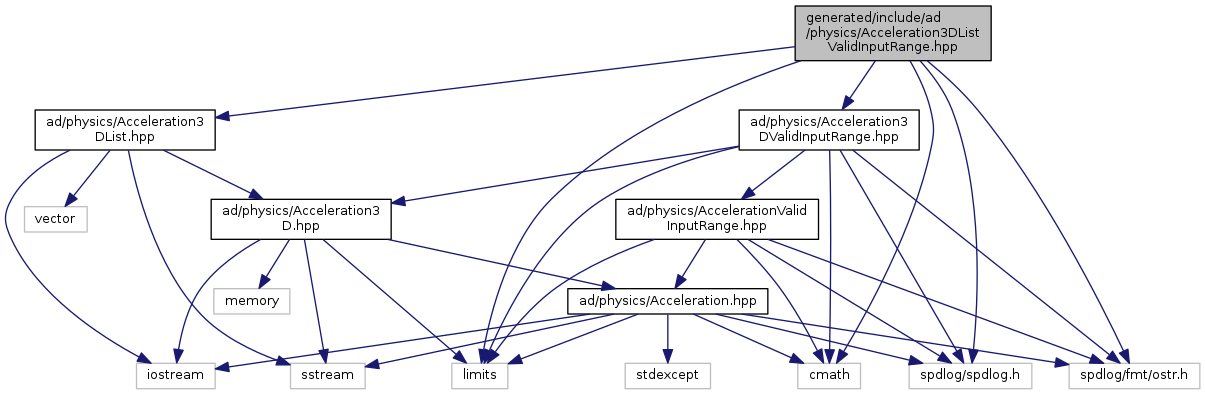 generated/include/ad
/physics/Acceleration3DList
ValidInputRange.hpp
ad/physics/Acceleration3
DList.hpp
ad/physics/Acceleration3
DValidInputRange.hpp
vector
ad/physics/Acceleration3
D.hpp
ad/physics/AccelerationValid
InputRange.hpp
memory
ad/physics/Acceleration.hpp
iostream
sstream
limits
stdexcept
cmath
spdlog/spdlog.h
spdlog/fmt/ostr.h